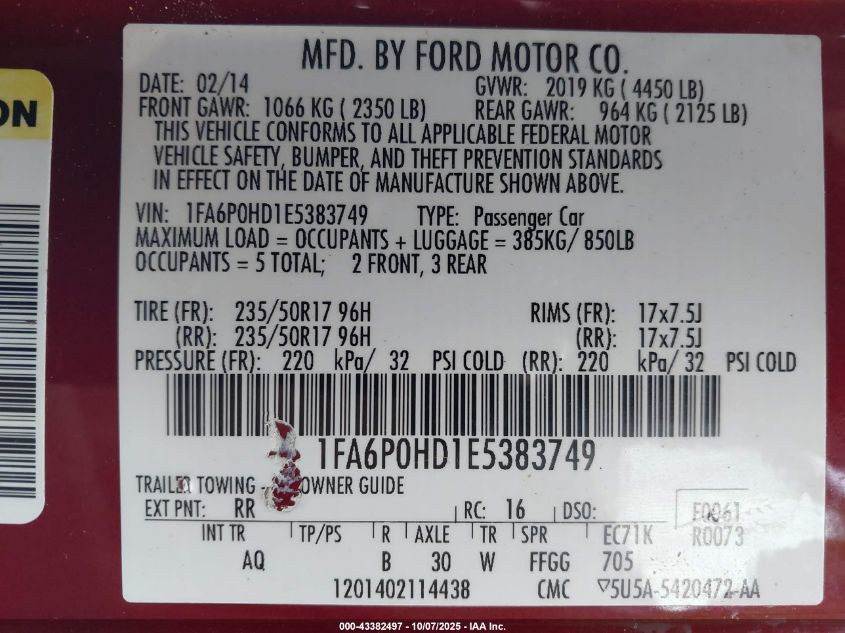 ON
MFD. BY FORD MOTOR CO.
DATE: 02/14 GVWR: 2019 KG ( 4450 LB)
FRONT GAWR: 1066 KG ( 2350 LB) REAR GAWR: 964 KG ( 2125 LB)
THIS VEHICLE CONFORMS TO ALL APPLICABLE FEDERAL MOTOR
VEHICLE SAFETY, BUMPER, AND THEFT PREVENTION STANDARDS
IN EFFECT ON THE DATE OF MANUFACTURE SHOWN ABOVE.
VIN: 1FA6P0HD1E5383749 TYPE: Passenger Car
MAXIMUM LOAD = OCCUPANTS + LUGGAGE = 385KG/ 850LB
OCCUPANTS = 5 TOTAL; 2 FRONT, 3 REAR
TIRE (FR): 235/50R17 96H RIMS (FR): 17x7.5J
(RR): 235/50R17 96H (RR): 17x7.5J
PRESSURE (FR): 220 kPa/ 32 PSI COLD (RR): 220 kPa/ 32 PSI COLD
1FA6P0HD1E5383749
TRAILER TOWING - OWNER GUIDE
EXT PNT: RR RC: 16 DSO: F0061
INT TR TP/PS R AXLE TR SPR EC71K R0073
AQ B 30 W FFGG 705
1201402114438 CMC ▽5U5A-5420472-AA
000-43382497 - 10/07/2025 - IAA Inc.